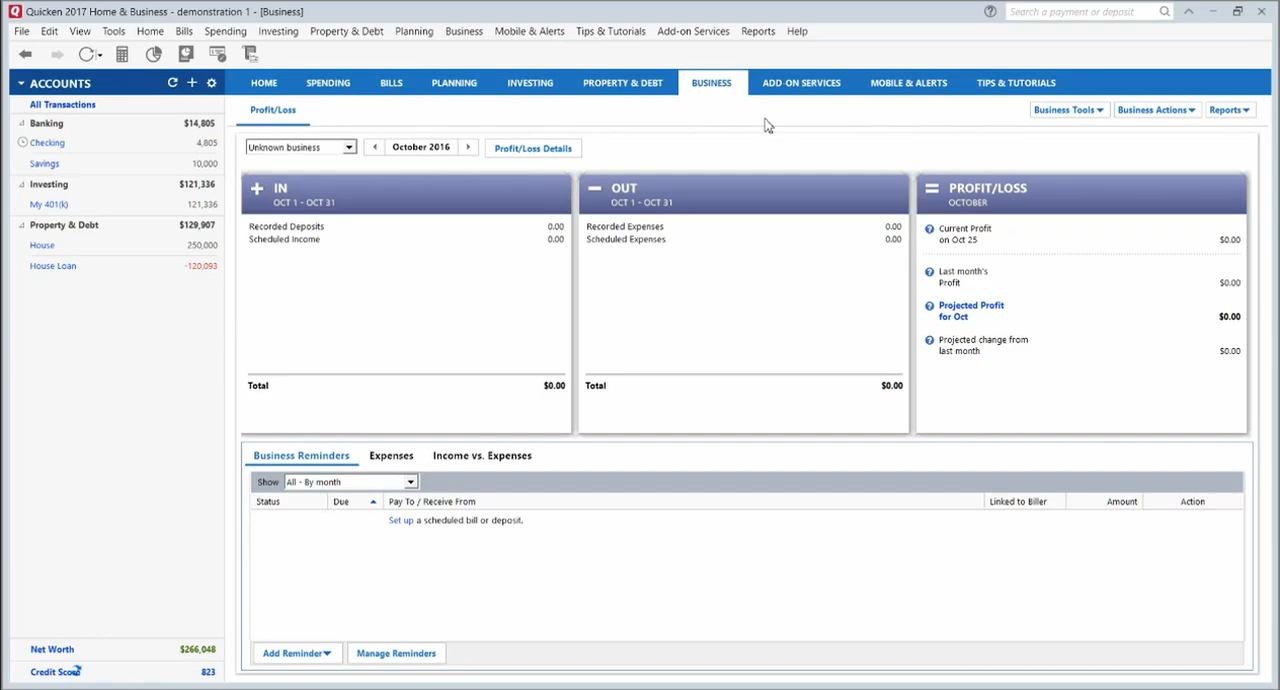 Quicken 2017 Home & Business - demonstration 1 - [Business]
Search a payment or deposit
File Edit View Tools Home Bills Spending Investing Property & Debt Planning Business Mobile & Alerts Tips & Tutorials Add-on Services Reports Help
ACCOUNTS
HOME SPENDING BILLS PLANNING INVESTING PROPERTY & DEBT BUSINESS ADD-ON SERVICES MOBILE & ALERTS TIPS & TUTORIALS
All Transactions
Banking $14,805
Checking 4,805
Savings 10,000
Investing $121,336
My 401(k) 121,336
Property & Debt $129,907
House 250,000
House Loan -120,093
Net Worth $266,048
Credit Score 823
Profit/Loss
Business Tools Business Actions Reports
Unknown business October 2016 Profit/Loss Details
IN
OCT 1 - OCT 31
Recorded Deposits 0.00
Scheduled Income 0.00
Total $0.00
OUT
OCT 1 - OCT 31
Recorded Expenses 0.00
Scheduled Expenses 0.00
Total $0.00
PROFIT/LOSS
OCTOBER
Current Profit
on Oct 25 $0.00
Last month's
Profit $0.00
Projected Profit
for Oct $0.00
Projected change from
last month $0.00
Business Reminders Expenses Income vs. Expenses
Show All - By month
Status Due Pay To / Receive From Linked to Biller Amount Action
Set up a scheduled bill or deposit.
Add Reminder Manage Reminders